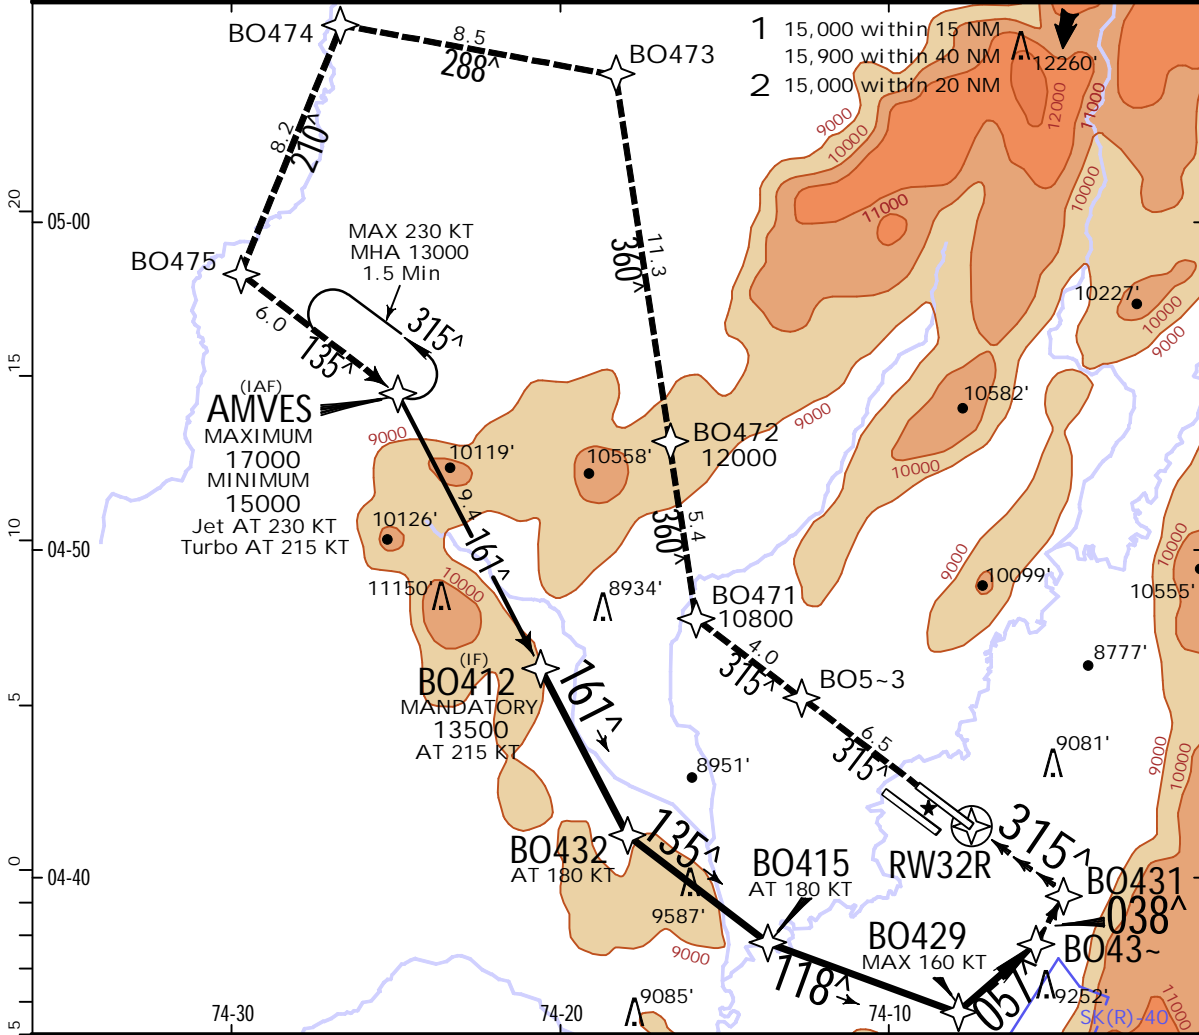 BO474
8.5
288^
BO473
1 15,000 within 15 NM
15,900 within 40 NM
2 15,000 within 20 NM
12260'
12000
11000
9000
10000
8.2
210^
10000
11000
20
05-00
BO475
MAX 230 KT
MHA 13000
1.5 Min
315^
6.0
135^
11.3
360^
10227'
10000
9000
15
(IAF)
AMVES
MAXIMUM
17000
MINIMUM
15000
Jet AT 230 KT
Turbo AT 215 KT
9000
10119'
10558'
BO472
12000
9000
10582'
10000
10126'
9.4
161^
5.4
360^
10
04-50
11150'
10000
8934'
BO471
10800
9000
10099'
10000
10555'
4.0
315^
BO5~3
8777'
(IF)
BO412
MANDATORY
13500
AT 215 KT
161^
5
6.5
315^
9081'
9000
10000
8951'
BO432
AT 180 KT
135^
BO415
AT 180 KT
RW32R
315^
0
04-40
9587'
9000
BO431
038^
BO429
MAX 160 KT
BO43~
118^
057^
9252'
SK(R)-40
11000
9085'
5
74-30
74-20
74-10